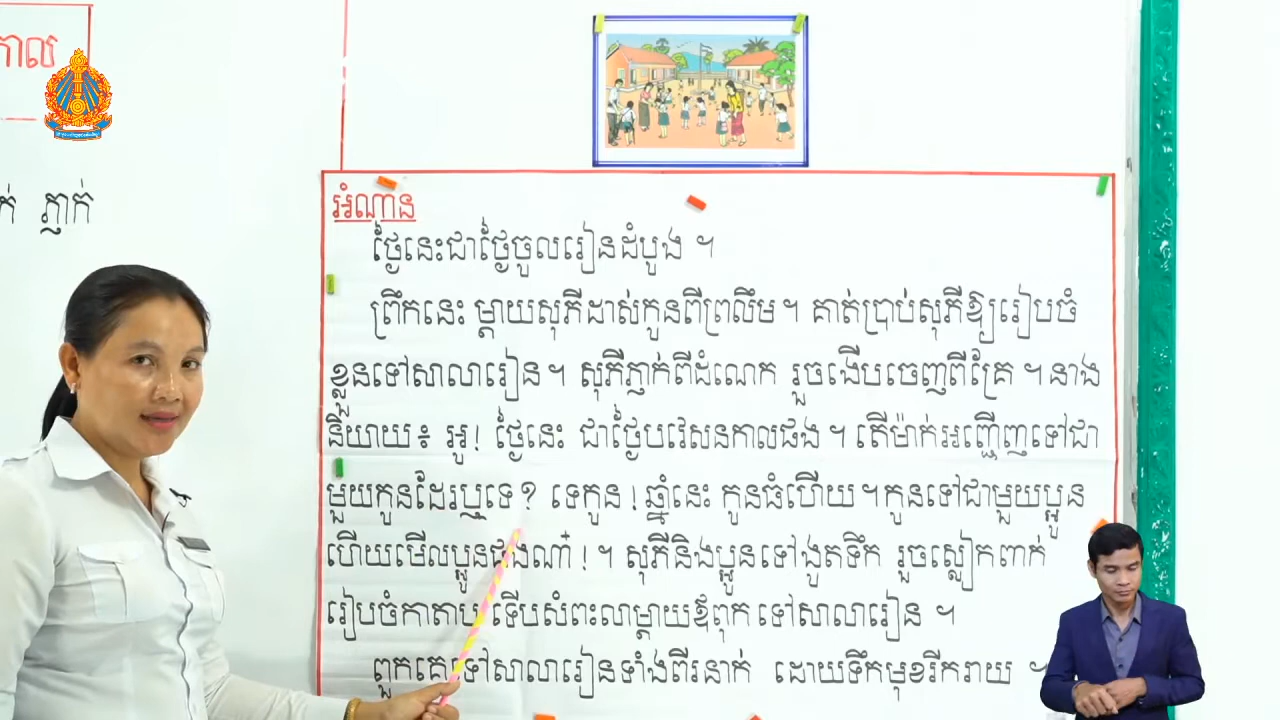 កាល
ក់ ភ្ញាក់
អំណាន
ថ្ងៃនេះជាថ្ងៃចូលរៀនដំបូង ។
ព្រឹកនេះ ម្ដាយសុភីដាស់កូនពីព្រលឹម ។ គាត់ប្រាប់សុភីឱ្យរៀបចំ
ខ្លួនទៅសាលារៀន ។ សុភីភ្ញាក់ពីដំណេក រួចងើបចេញពីគ្រែ ។ នាង
និយាយ៖ អូ! ថ្ងៃនេះ ជាថ្ងៃបវេសនកាលផង ។ តើម៉ាក់អញ្ជើញទៅជា
មួយកូនដែរឬទេ? ទេកូន ! ឆ្នាំនេះ កូនធំហើយ ។ កូនទៅជាមួយប្អូន
ហើយមើលប្អូនផងណា៎ ! ។ សុភីនិងប្អូនទៅងូតទឹក រួចស្លៀកពាក់
រៀបចំកាតាប ទើបសំពះលាម្ដាយឪពុក ទៅសាលារៀន ។
ពួកគេទៅសាលារៀនទាំងពីរនាក់ ដោយទឹកមុខរីករាយ ។